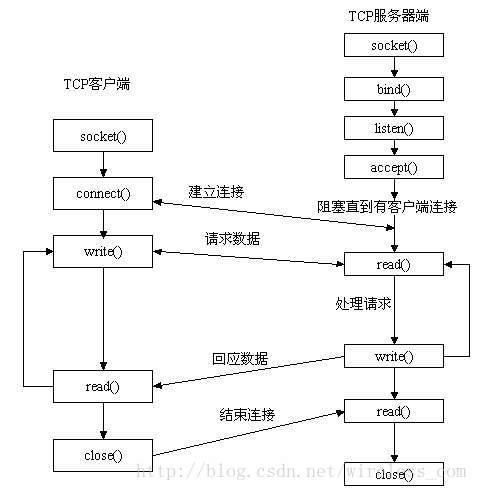 TCP服务器端
socket()
TCP客户端
bind()
listen()
socket()
accept()
connect()
建立连接
阻塞直到有客户端连接
请求数据
write()
read()
处理请求
回应数据
write()
read()
结束连接
read()
close()
http://blog.csdn.net/wireless_com
close()